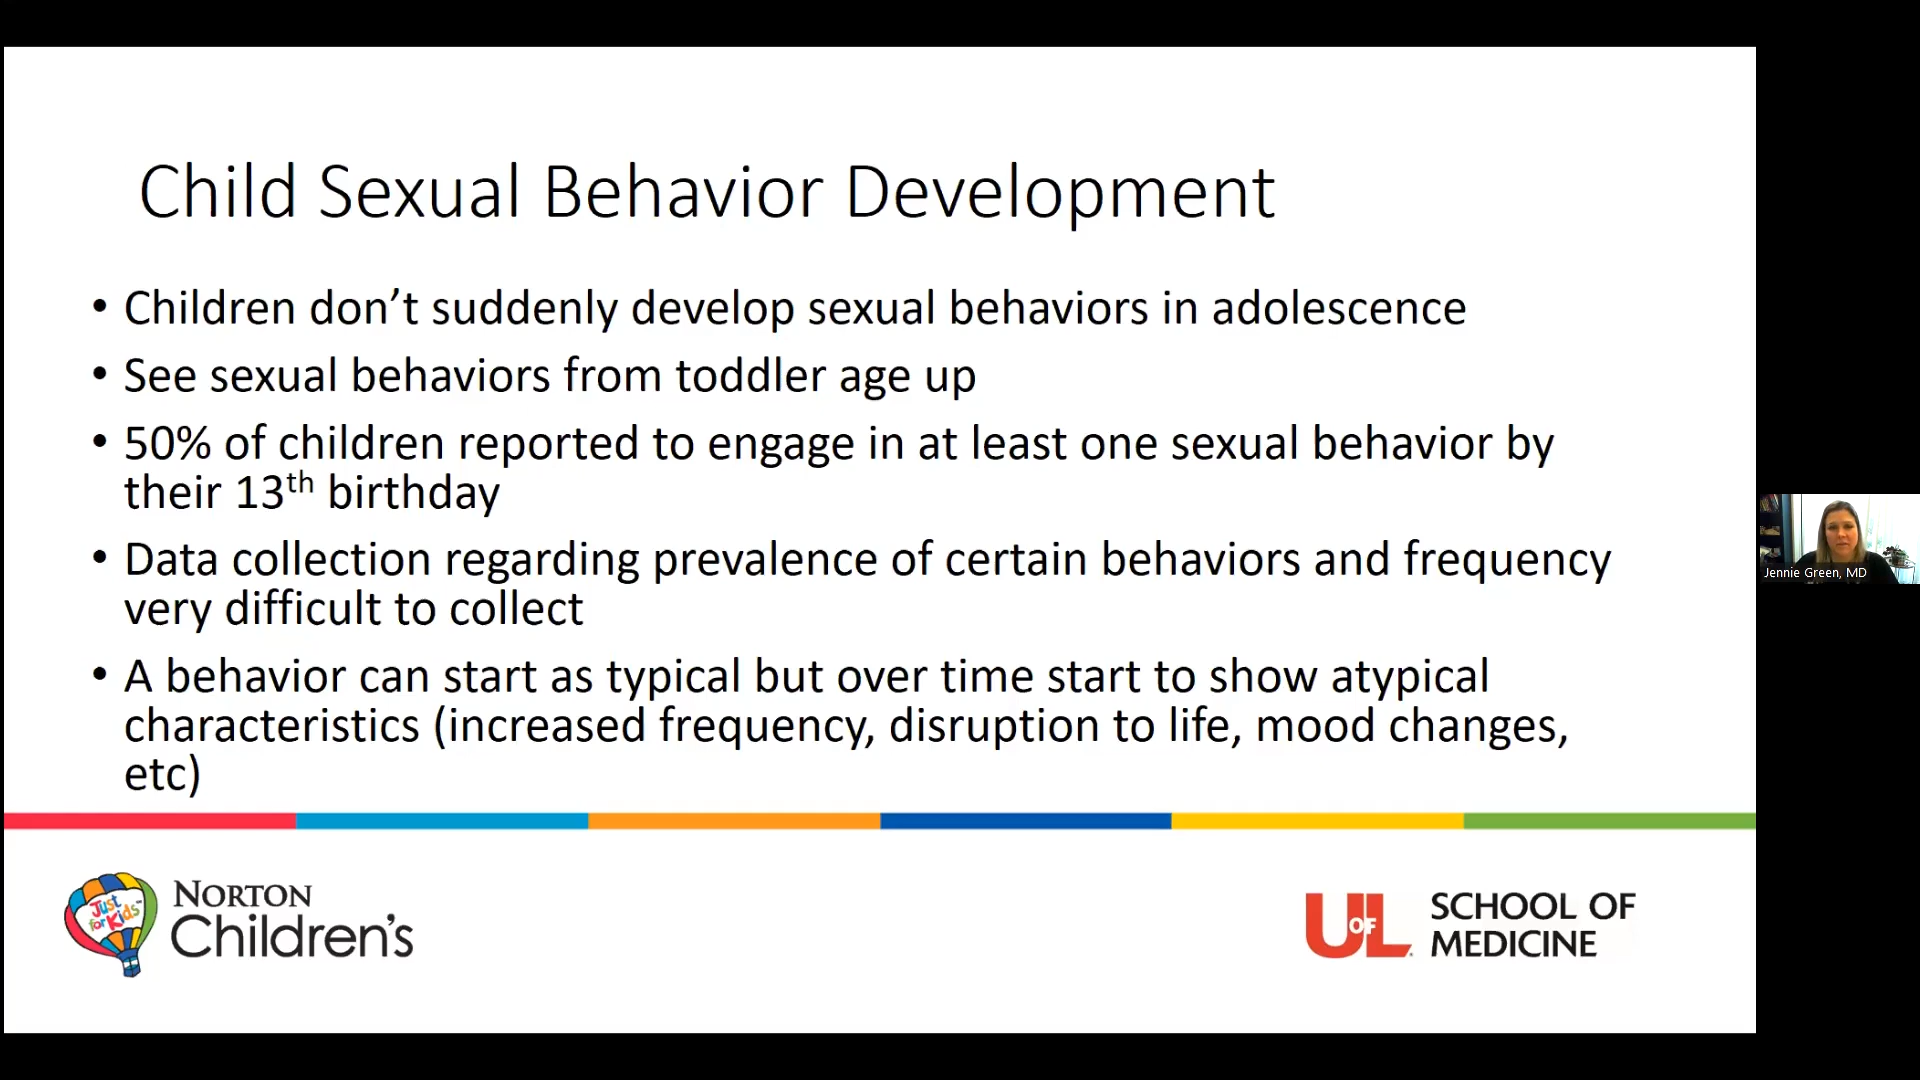 Child Sexual Behavior Development
• Children don’t suddenly develop sexual behaviors in adolescence
• See sexual behaviors from toddler age up
• 50% of children reported to engage in at least one sexual behavior by
their 13th birthday
• Data collection regarding prevalence of certain behaviors and frequency
very difficult to collect
• A behavior can start as typical but over time start to show atypical
characteristics (increased frequency, disruption to life, mood changes,
etc)
Jennie Green, MD
Just
for Kids™
NORTON
Children's
UOFL
SCHOOL OF
MEDICINE